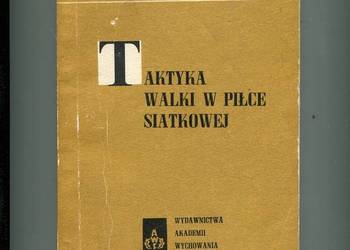 TAKTYKA
WALKI W PIŁCE
SIATKOWEJ
WYDAWNICTWA
AKADEMII
WYCHOWANIA